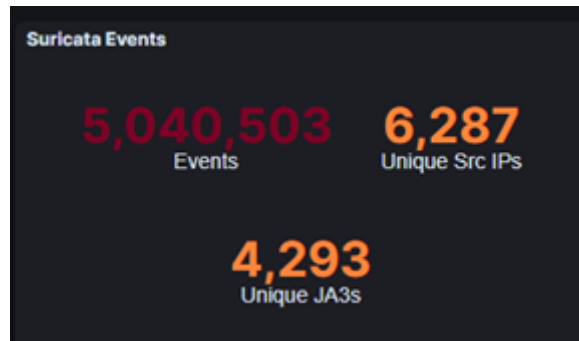 Suricata Events
5,040,503 6,287
Events Unique Src IPs
4,293
Unique JA3s